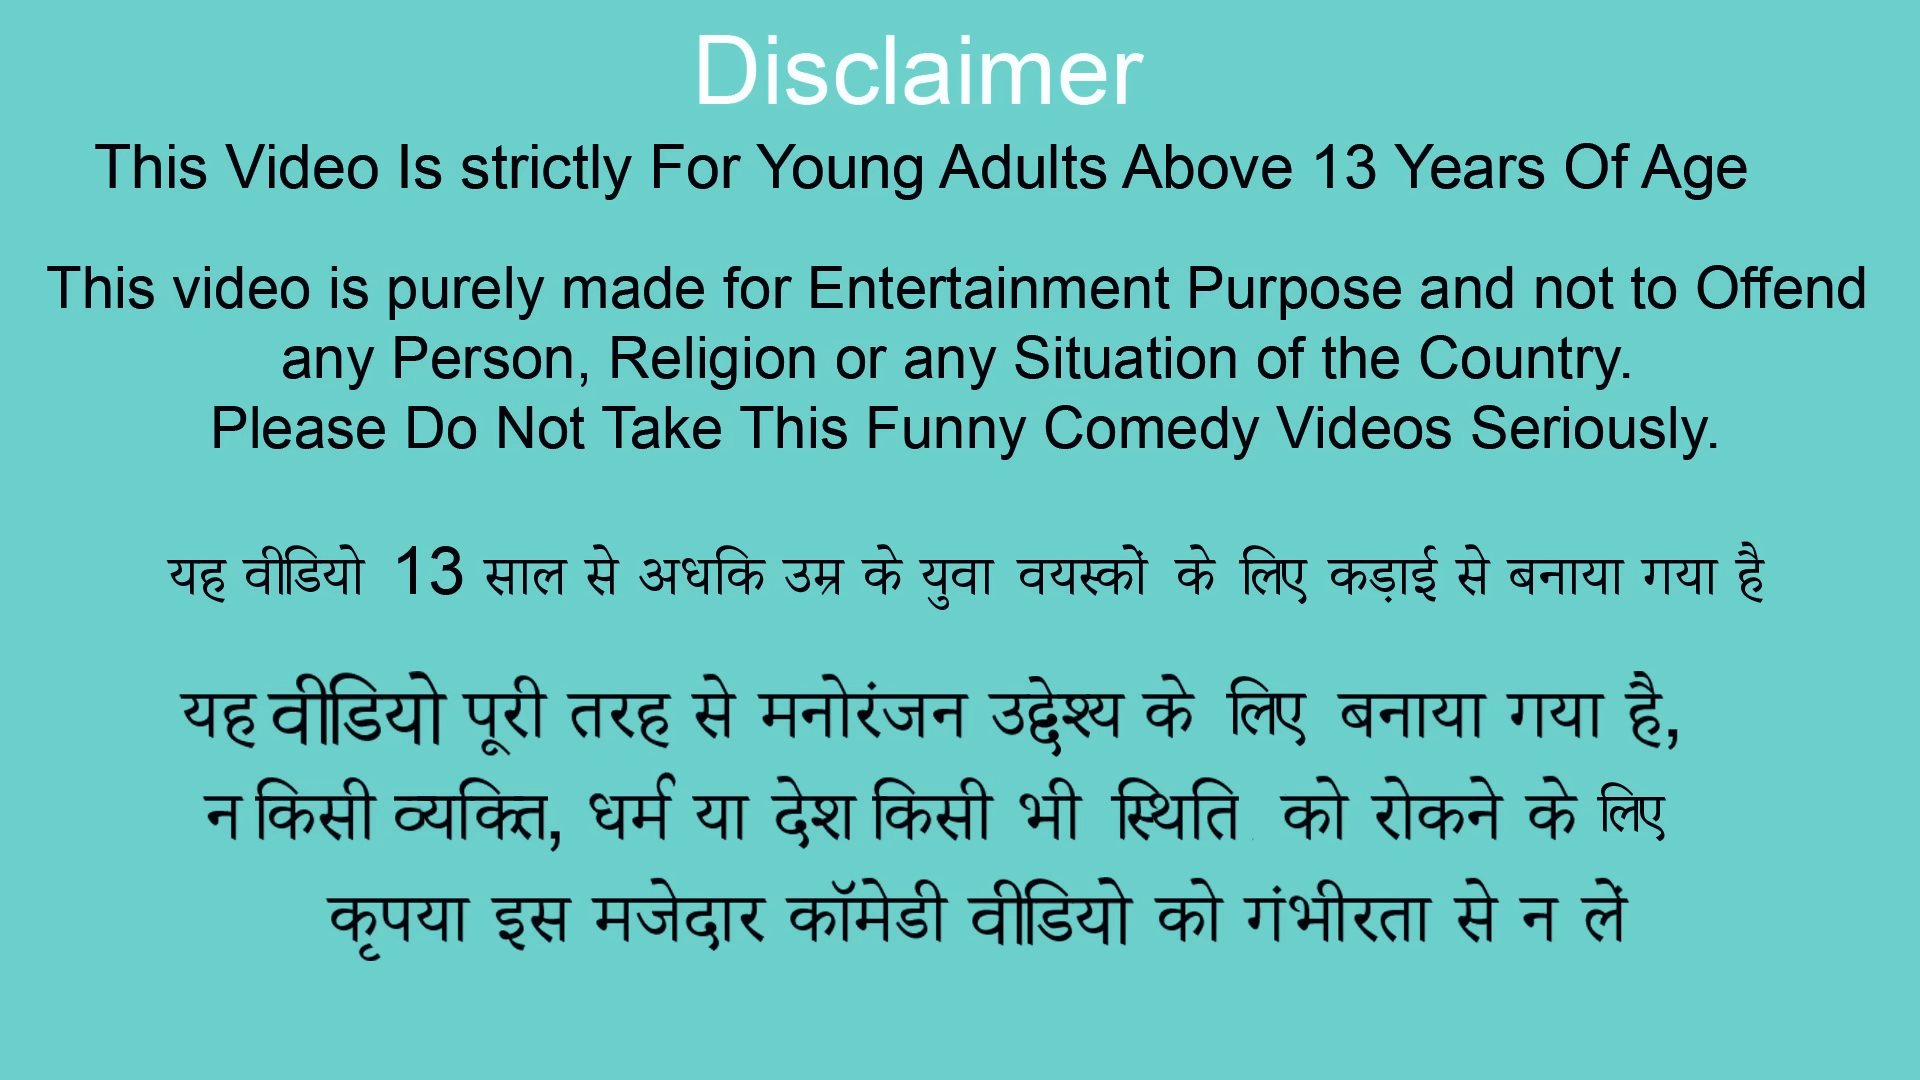 Disclaimer
This Video Is strictly For Young Adults Above 13 Years Of Age
This video is purely made for Entertainment Purpose and not to Offend
any Person, Religion or any Situation of the Country.
Please Do Not Take This Funny Comedy Videos Seriously.
यह वीडियो 13 साल से अधकि उम्र के युवा वयस्कों के लिए कड़ाई से बनाया गया है
यह वीडियो पूरी तरह से मनोरंजन उद्देश्य के लिए बनाया गया है,
न किसी व्यक्ति, धर्म या देश किसी भी स्थिति को रोकने के लिए
कृपया इस मजेदार कॉमेडी वीडियो को गंभीरता से न लें